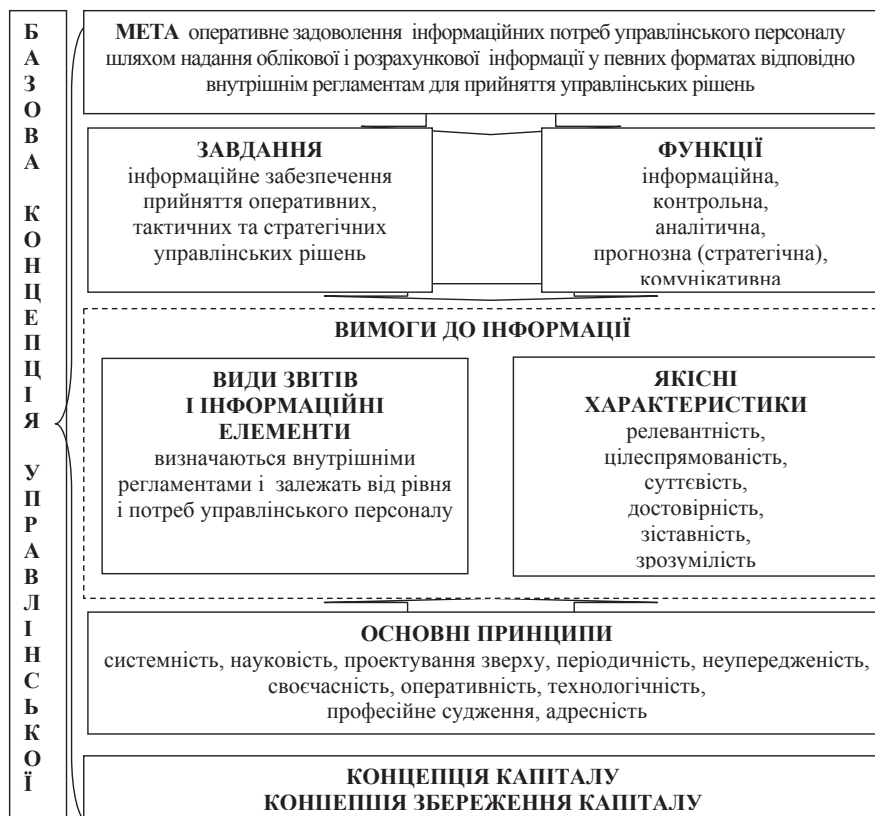 БАЗОВА КОНЦЕПЦІЯ УПРАВЛІНСЬКОЇ
МЕТА оперативне задоволення інформаційних потреб управлінського персоналу
шляхом надання облікової і розрахункової інформації у певних форматах відповідно
внутрішнім регламентам для прийняття управлінських рішень
ЗАВДАННЯ
інформаційне забезпечення
прийняття оперативних,
тактичних та стратегічних
управлінських рішень
ФУНКЦІЇ
інформаційна,
контрольна,
аналітична,
прогнозна (стратегічна),
комунікативна
ВИМОГИ ДО ІНФОРМАЦІЇ
ВИДИ ЗВІТІВ
І ІНФОРМАЦІЙНІ
ЕЛЕМЕНТИ
визначаються внутрішніми
регламентами і залежать від рівня
і потреб управлінського персоналу
ЯКІСНІ
ХАРАКТЕРИСТИКИ
релевантність,
цілеспрямованість,
суттєвість,
достовірність,
зіставність,
зрозумілість
ОСНОВНІ ПРИНЦИПИ
системність, науковість, проектування зверху, періодичність, неупередженість,
своєчасність, оперативність, технологічність,
професійне судження, адресність
КОНЦЕПЦІЯ КАПІТАЛУ
КОНЦЕПЦІЯ ЗБЕРЕЖЕННЯ КАПІТАЛУ